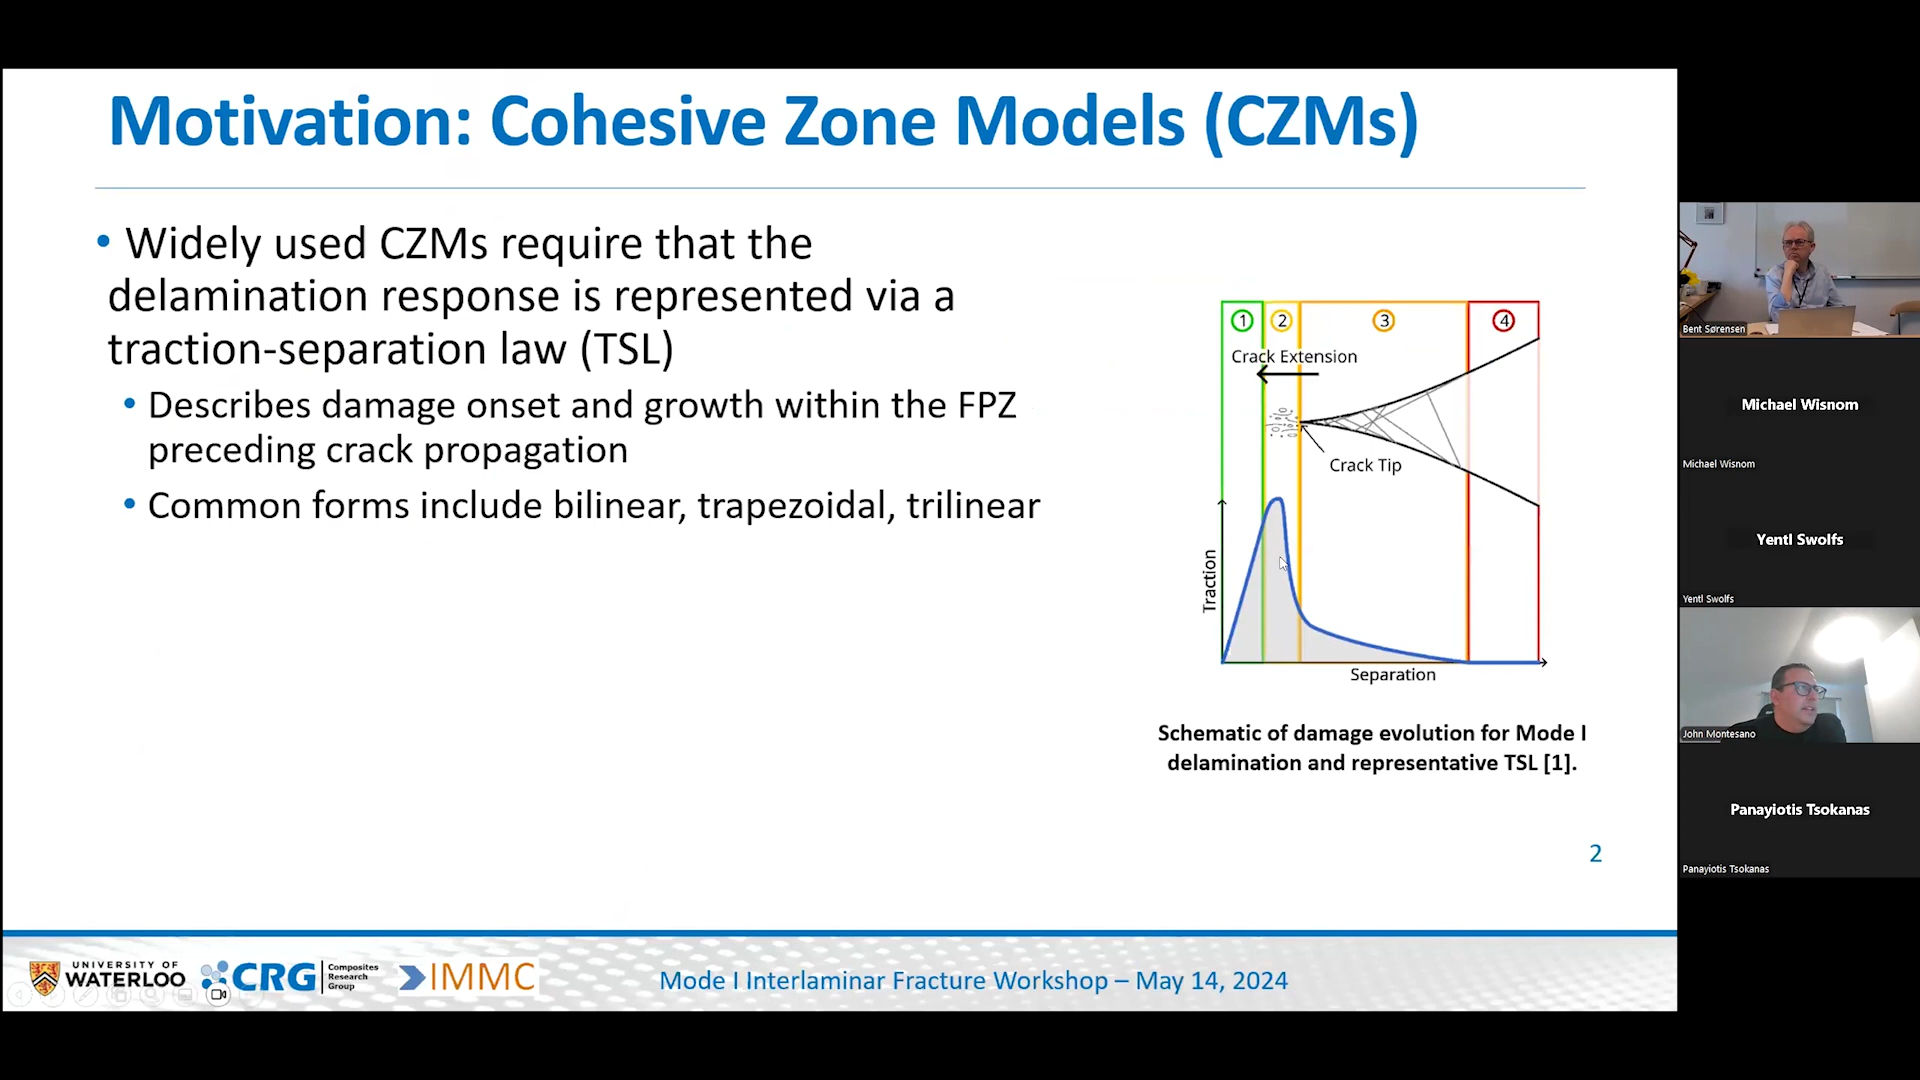 Motivation: Cohesive Zone Models (CZMs)
• Widely used CZMs require that the
delamination response is represented via a
traction-separation law (TSL)
• Describes damage onset and growth within the FPZ
preceding crack propagation
• Common forms include bilinear, trapezoidal, trilinear
1 2 3 4
Crack Extension
Crack Tip
Traction
Separation
Schematic of damage evolution for Mode I
delamination and representative TSL [1].
2
UNIVERSITY OF
WATERLOO
CRG
Composites
Research
Group
IMMC
Mode I Interlaminar Fracture Workshop – May 14, 2024
Bent Sørensen
Michael Wisnom
Michael Wisnom
Yentl Swolfs
Yentl Swolfs
John Montesano
Panayiotis Tsokanas
Panayiotis Tsokanas